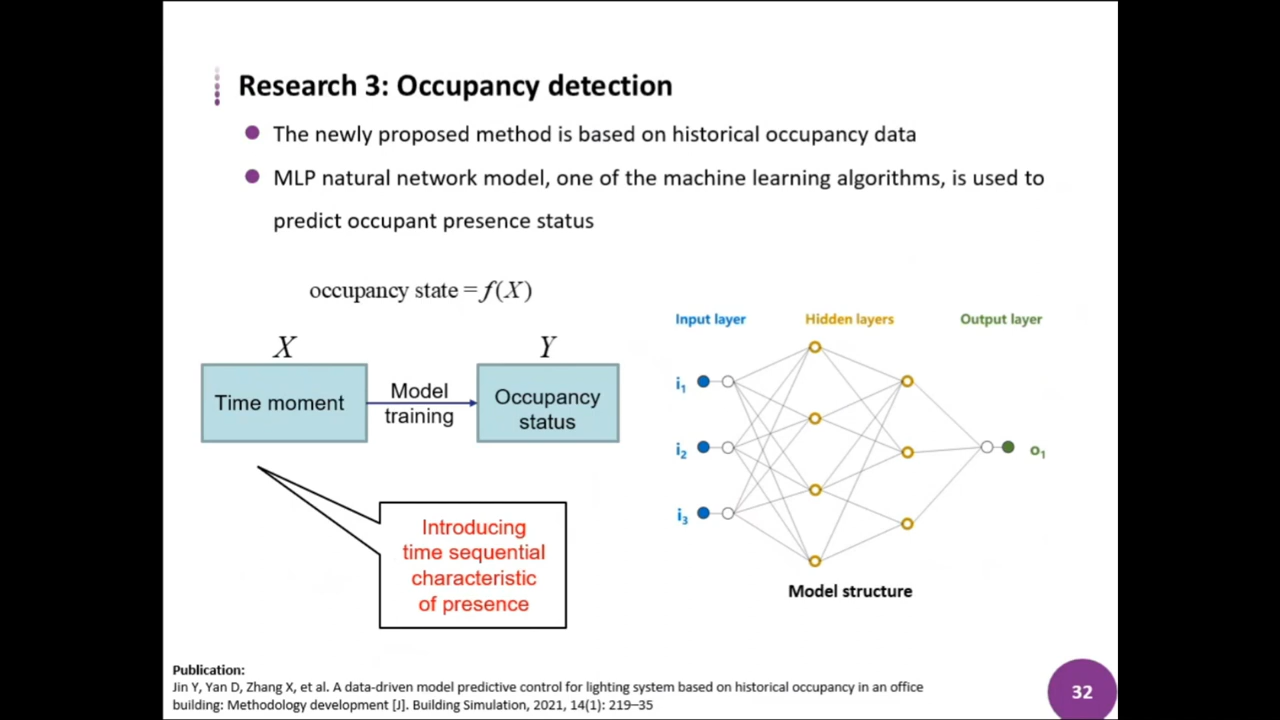 Research 3: Occupancy detection
The newly proposed method is based on historical occupancy data
MLP natural network model, one of the machine learning algorithms, is used to
predict occupant presence status
occupancy state = f(X)
X
Y
Time moment
Model
training
Occupancy
status
Introducing
time sequential
characteristic
of presence
Input layer
Hidden layers
Output layer
i1
i2
i3
o1
Model structure
Publication:
Jin Y, Yan D, Zhang X, et al. A data-driven model predictive control for lighting system based on historical occupancy in an office
building: Methodology development [J]. Building Simulation, 2021, 14(1): 219–35
32